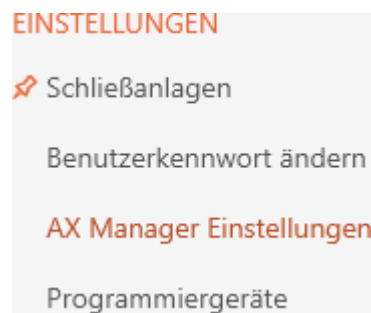 EINSTELLUNGEN
Schließanlagen
Benutzerkennwort ändern
AX Manager Einstellungen
Programmiergeräte